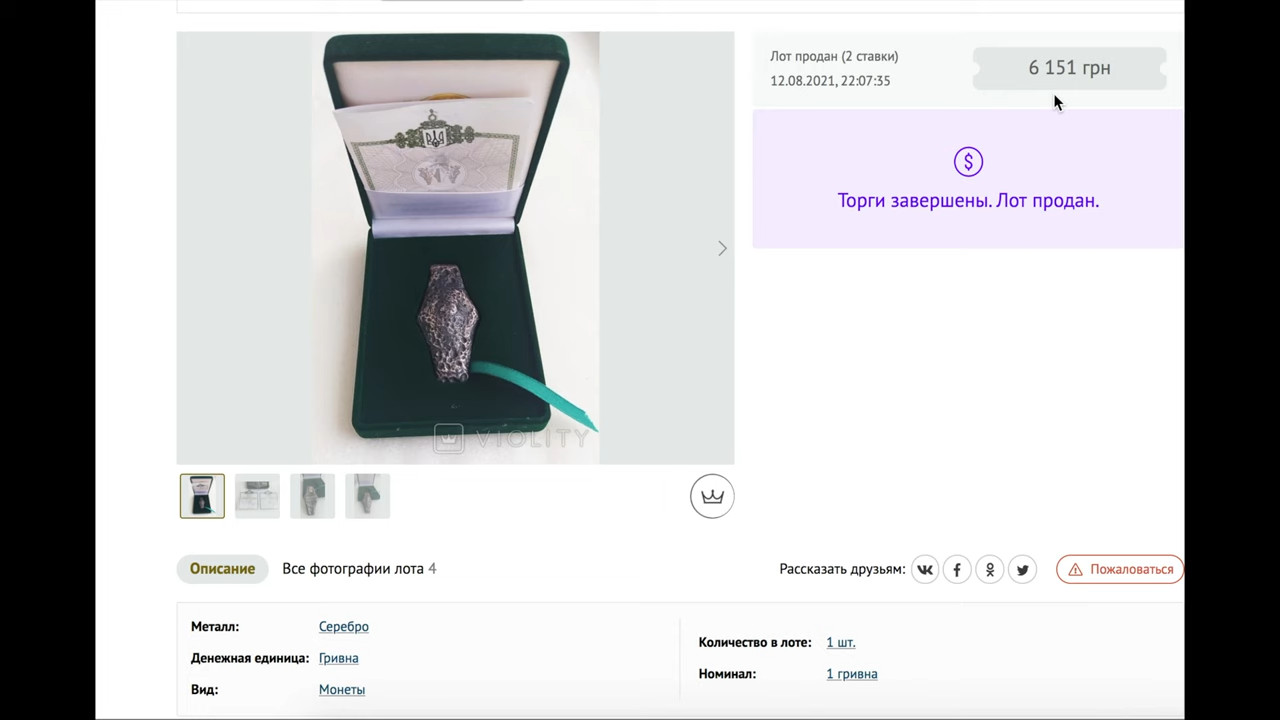 Лот продан (2 ставки)
12.08.2021, 22:07:35
6 151 грн
$
Торги завершены. Лот продан.
VIOLITY
Описание
Все фотографии лота 4
Рассказать друзьям:
Пожаловаться
Металл: Серебро
Денежная единица: Гривна
Вид: Монеты
Количество в лоте: 1 шт.
Номинал: 1 гривна